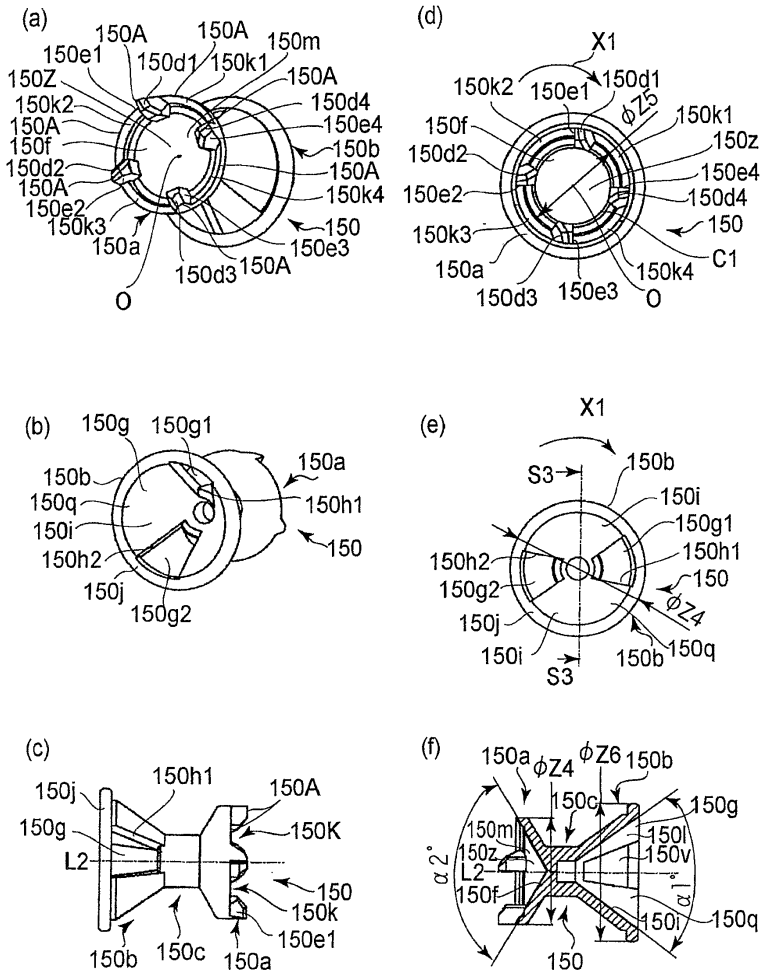 (a)
150A
150d1
150A
150k1
150m
150e1
150Z
150k2
150A
150f
150d2
150A
150e2
150k3
150a
150d3
150A
150e3
150k4
150
150A
150b
150e4
150d4
150A
O
(d)
X1
150k2
150e1
150d1
ϕZ5
150k1
150f
150z
150d2
150e4
150e2
150d4
150k3
150
150a
C1
150d3
150e3
150k4
O
(b)
150g
150g1
150b
150a
150q
150i
150h1
150h2
150j
150
150g2
(e)
X1
S3
150b
150i
150g1
150h2
150h1
150g2
150
150j
ϕZ4
150i
150b
150q
S3
(c)
150j
150h1
150A
150g
150K
L2
150
150k
150b
150c
150a
150e1
(f)
150a
ϕZ4
ϕZ6
150b
150c
150g
150m
150l
150z
150v
L2
α2°
150f
α1°
150i
150q
150